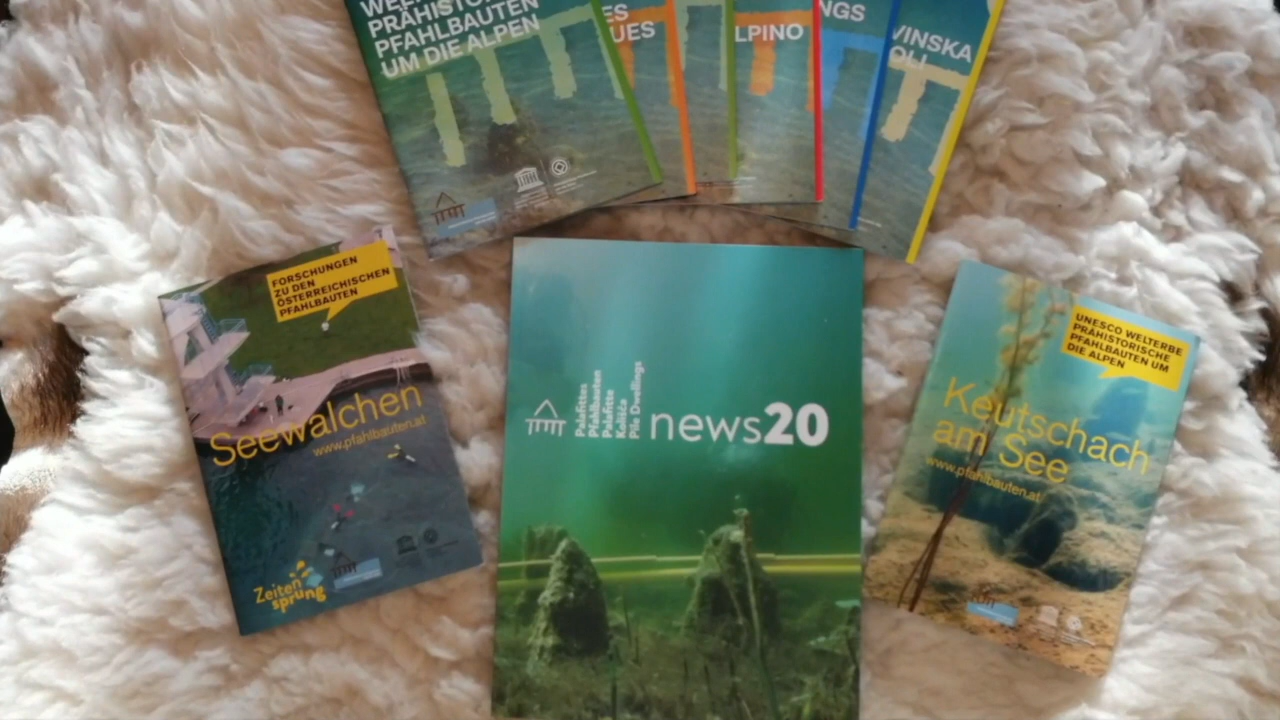 PRÄHISTO
PFAHLBAUTEN
UM DIE ALPEN
ES
UES
LPINO
NGS
VINSKA
OLI
FORSCHUNGEN
ZU DEN
ÖSTERREICHISCHEN
PFAHLBAUTEN
Seewalchen
www.pfahlbauten.at
Zeiten
sprung
Palafittes
Pfahlbauten
Palafitte
Kolišča
Pile Dwellings
news20
UNESCO WELTERBE
PRÄHISTORISCHE
PFAHLBAUTEN UM
DIE ALPEN
Keutschach
am See
www.pfahlbauten.at